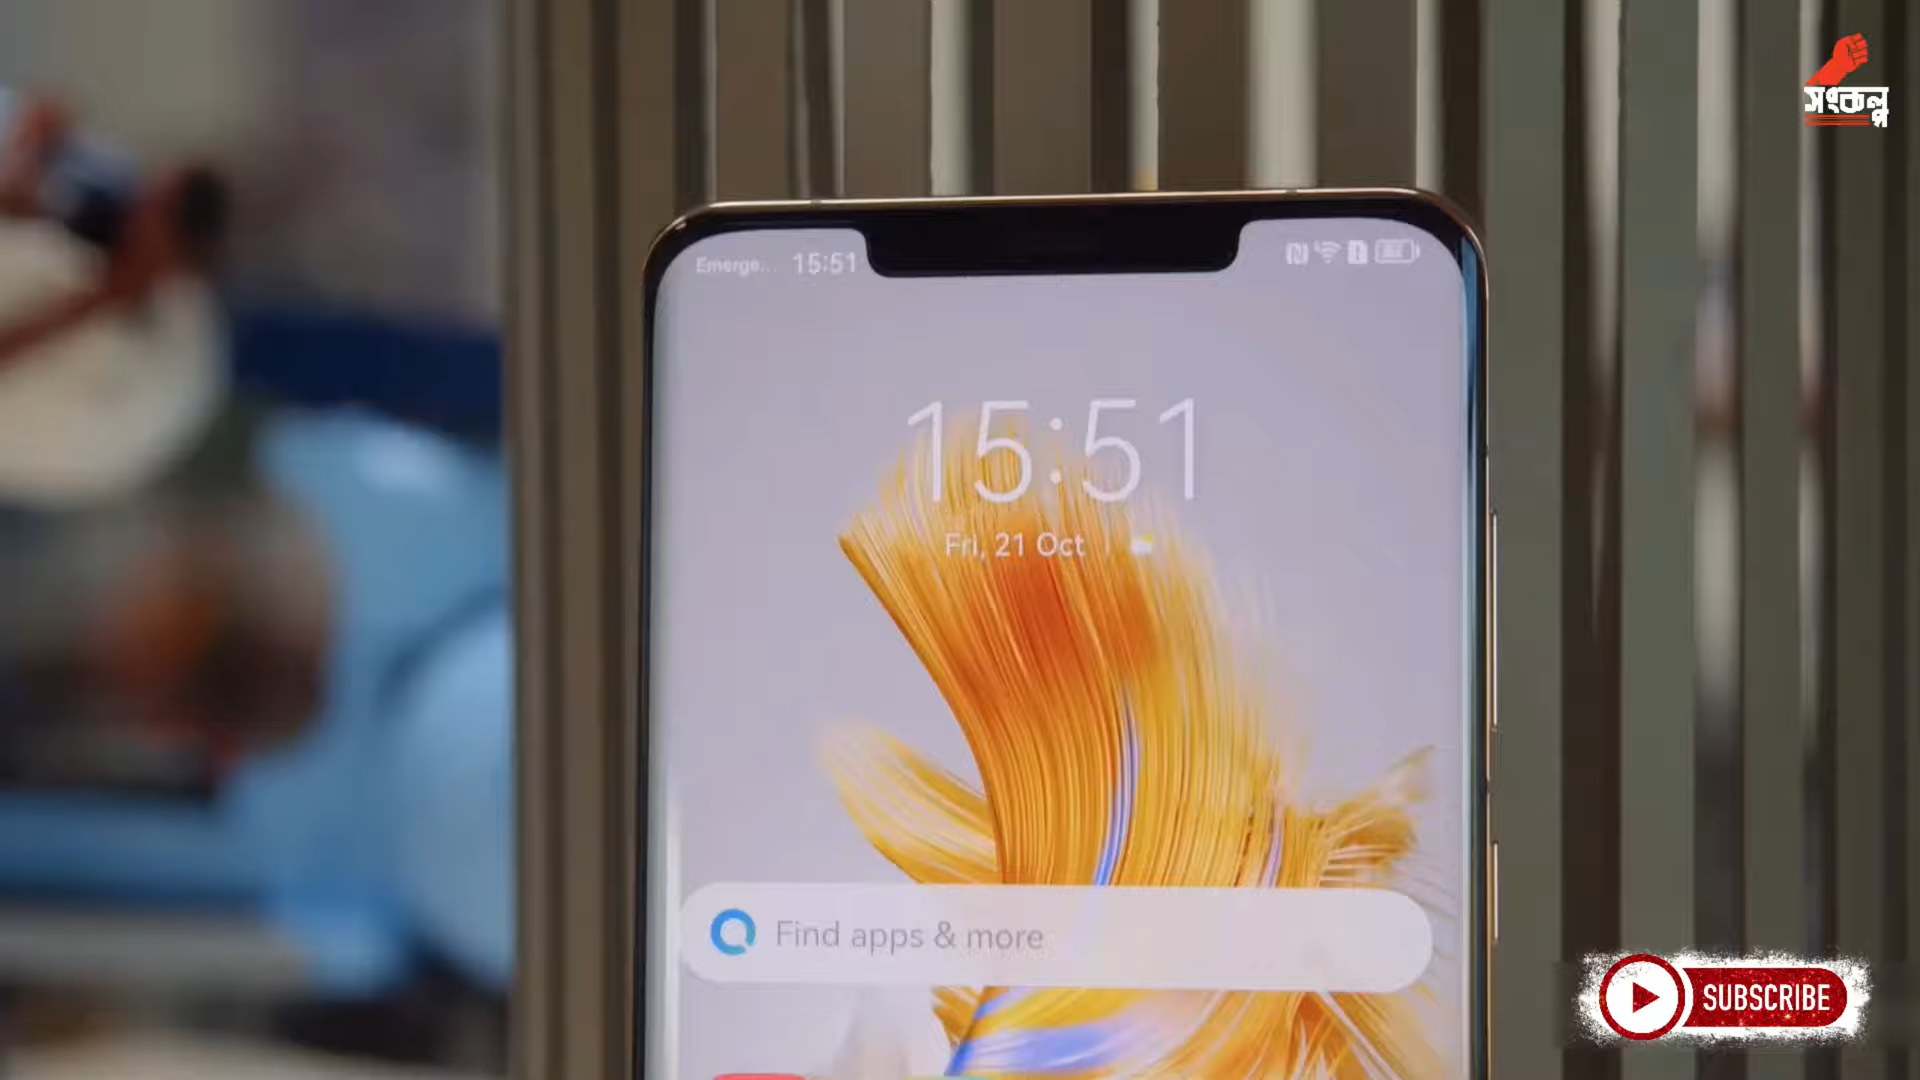 সংকল্প
Emerge... 15:51
15:51
Fri, 21 Oct
Find apps & more
SUBSCRIBE